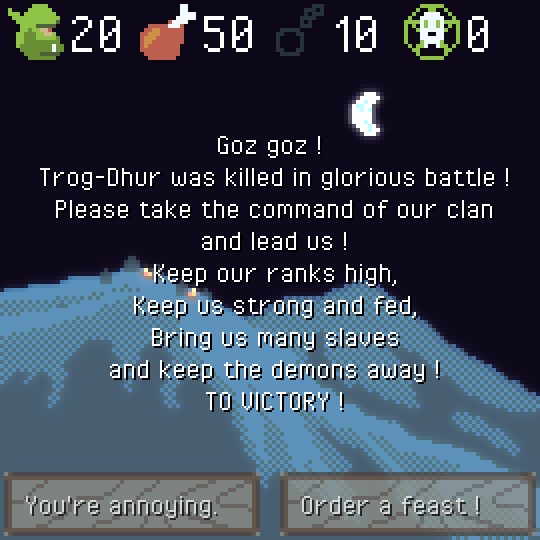 20 50 10 0
Goz goz !
Trog-Dhur was killed in glorious battle !
Please take the command of our clan
and lead us !
Keep our ranks high,
Keep us strong and fed,
Bring us many slaves
and keep the demons away !
TO VICTORY !
You're annoying.
Order a feast !